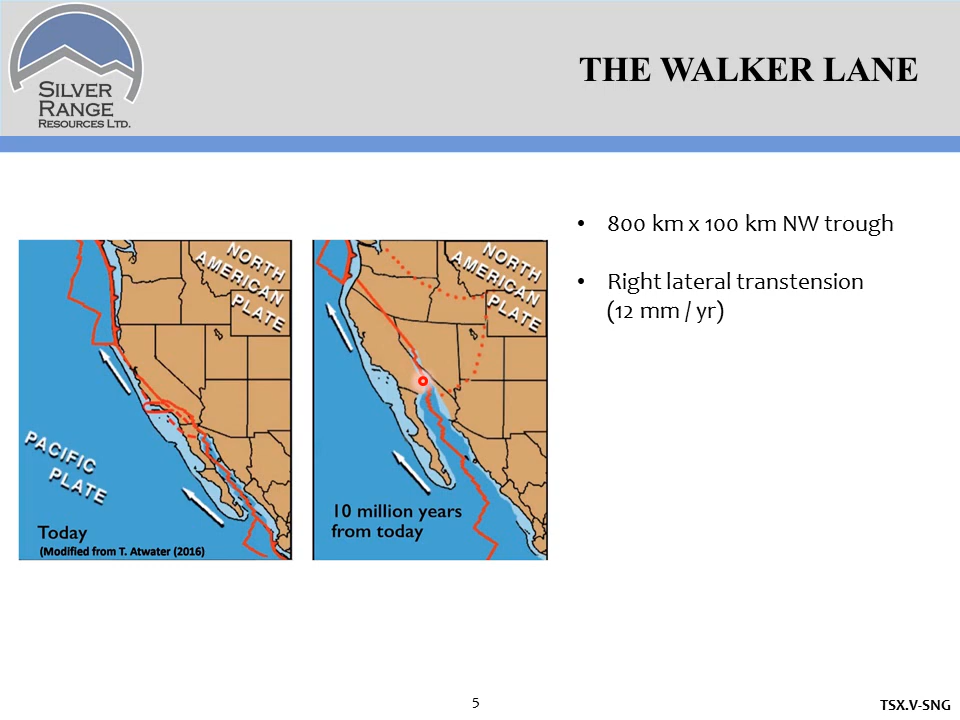 SILVER
RANGE
RESOURCES LTD.
THE WALKER LANE
• 800 km x 100 km NW trough
• Right lateral transtension
(12 mm / yr)
NORTH
AMERICAN
PLATE
PACIFIC
PLATE
Today
(Modified from T. Atwater (2016)
NORTH
AMERICAN
PLATE
10 million years
from today
5
TSX.V-SNG